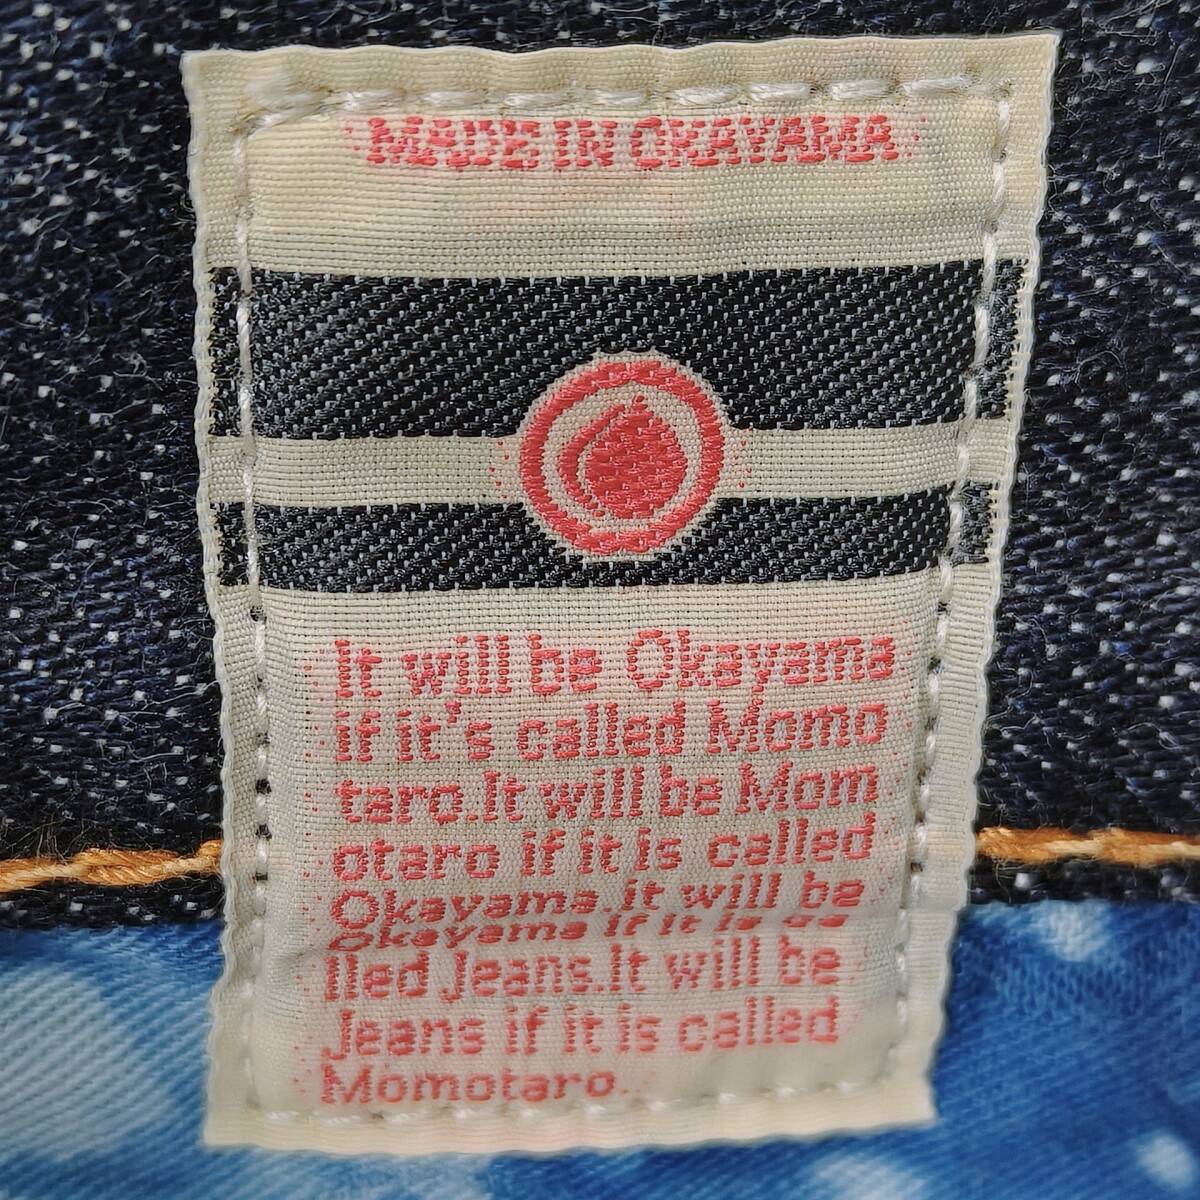 MADE IN OKAYAMA
It will be Okayama
if it's called Momo
taro.It will be Mom
otaro if it is called
Okayama.it will be
Okayama if it is ca
lled Jeans.It will be
Jeans if it is called
Momotaro.